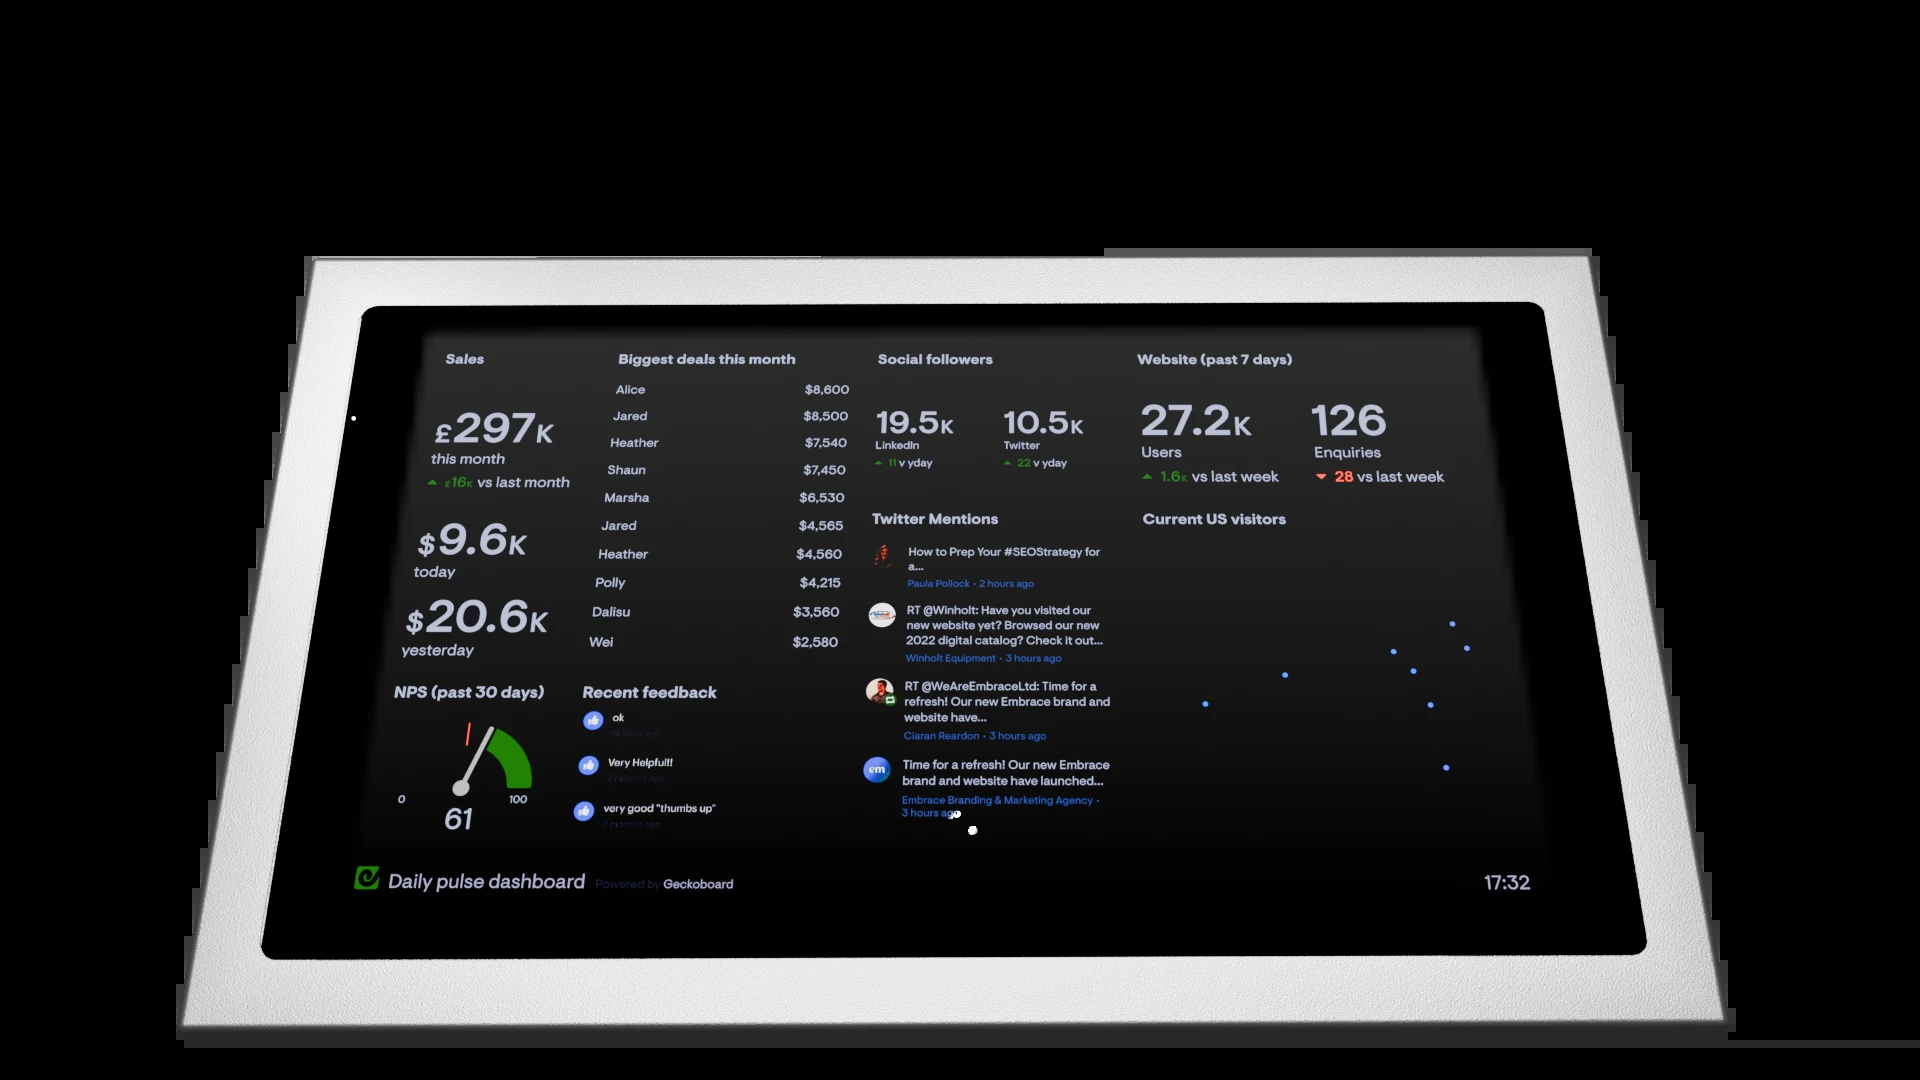 Sales
£297K
this month
£16K vs last month
$9.6K
today
$20.6K
yesterday
Biggest deals this month
Alice $8,600
Jared $8,500
Heather $7,540
Shaun $7,450
Marsha $6,530
Jared $4,565
Heather $4,560
Polly $4,215
Dalisu $3,560
Wei $2,580
Social followers
19.5K 10.5K
LinkedIn Twitter
11 v yday 22 v yday
Website (past 7 days)
27.2K 126
Users Enquiries
1.6K vs last week 28 vs last week
Twitter Mentions
How to Prep Your #SEOStrategy for
a...
Paula Pollock · 2 hours ago
RT @Winholt: Have you visited our
new website yet? Browsed our new
2022 digital catalog? Check it out...
Winholt Equipment · 3 hours ago
RT @WeAreEmbraceLtd: Time for a
refresh! Our new Embrace brand and
website have...
Ciaran Reardon · 3 hours ago
em
Time for a refresh! Our new Embrace
brand and website have launched...
Embrace Branding & Marketing Agency ·
3 hours ago
Current US visitors
NPS (past 30 days)
0 100
61
Recent feedback
ok
Very Helpful!!
2 months ago
very good "thumbs up"
2 months ago
Daily pulse dashboard Powered by Geckoboard
17:32